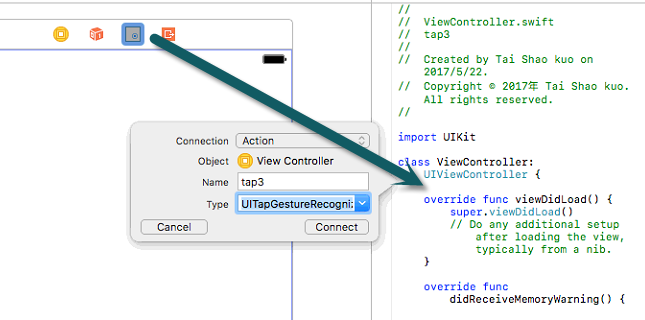 Connection
Action
Object
View Controller
Name
tap3
Type
UITapGestureRecogni
Cancel
Connect
//
// ViewController.swift
// tap3
//
// Created by Tai Shao kuo on
2017/5/22.
// Copyright © 2017年 Tai Shao kuo.
All rights reserved.
//
import UIKit
class ViewController:
UIViewController {
override func viewDidLoad() {
super.viewDidLoad()
// Do any additional setup
after loading the view,
typically from a nib.
}
override func
didReceiveMemoryWarning() {